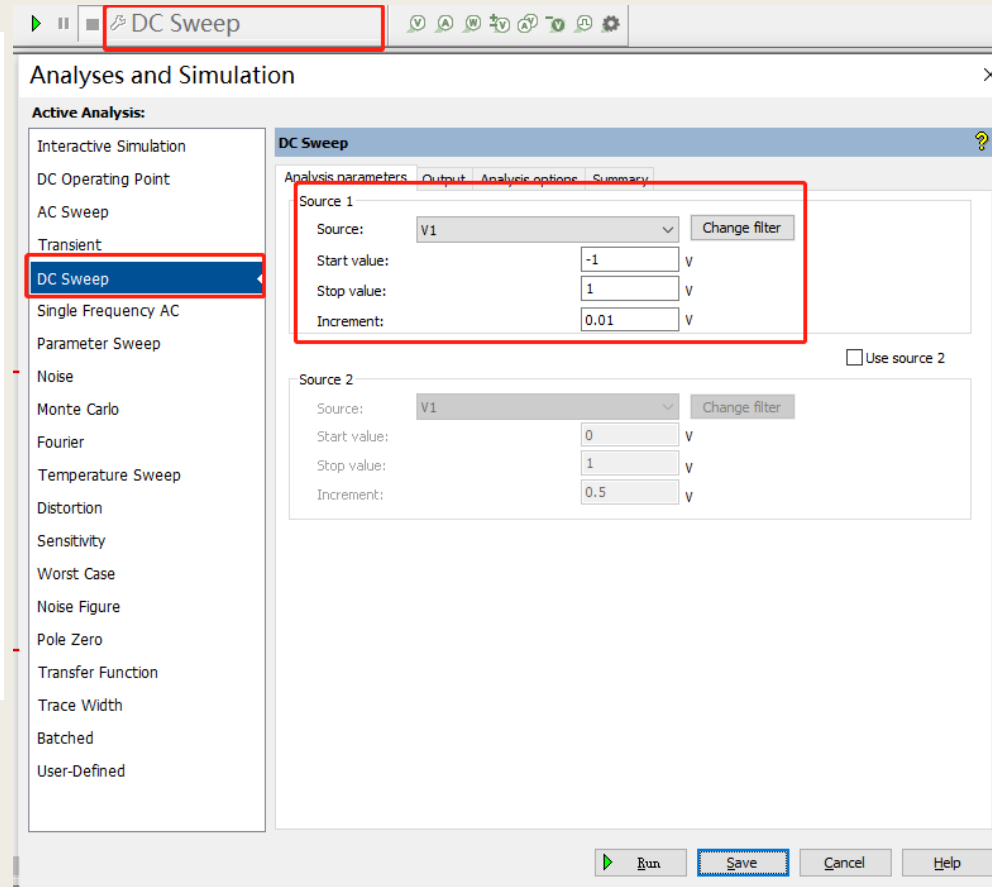 DC Sweep
V A W V AV V
Analyses and Simulation
Active Analysis:
Interactive Simulation
DC Operating Point
AC Sweep
Transient
DC Sweep
Single Frequency AC
Parameter Sweep
Noise
Monte Carlo
Fourier
Temperature Sweep
Distortion
Sensitivity
Worst Case
Noise Figure
Pole Zero
Transfer Function
Trace Width
Batched
User-Defined
DC Sweep
Analysis parameters Output Analysis options Summary
Source 1
Source: V1 Change filter
Start value: -1 V
Stop value: 1 V
Increment: 0.01 V
Use source 2
Source 2
Source: V1 Change filter
Start value: 0 V
Stop value: 1 V
Increment: 0.5 V
Run Save Cancel Help